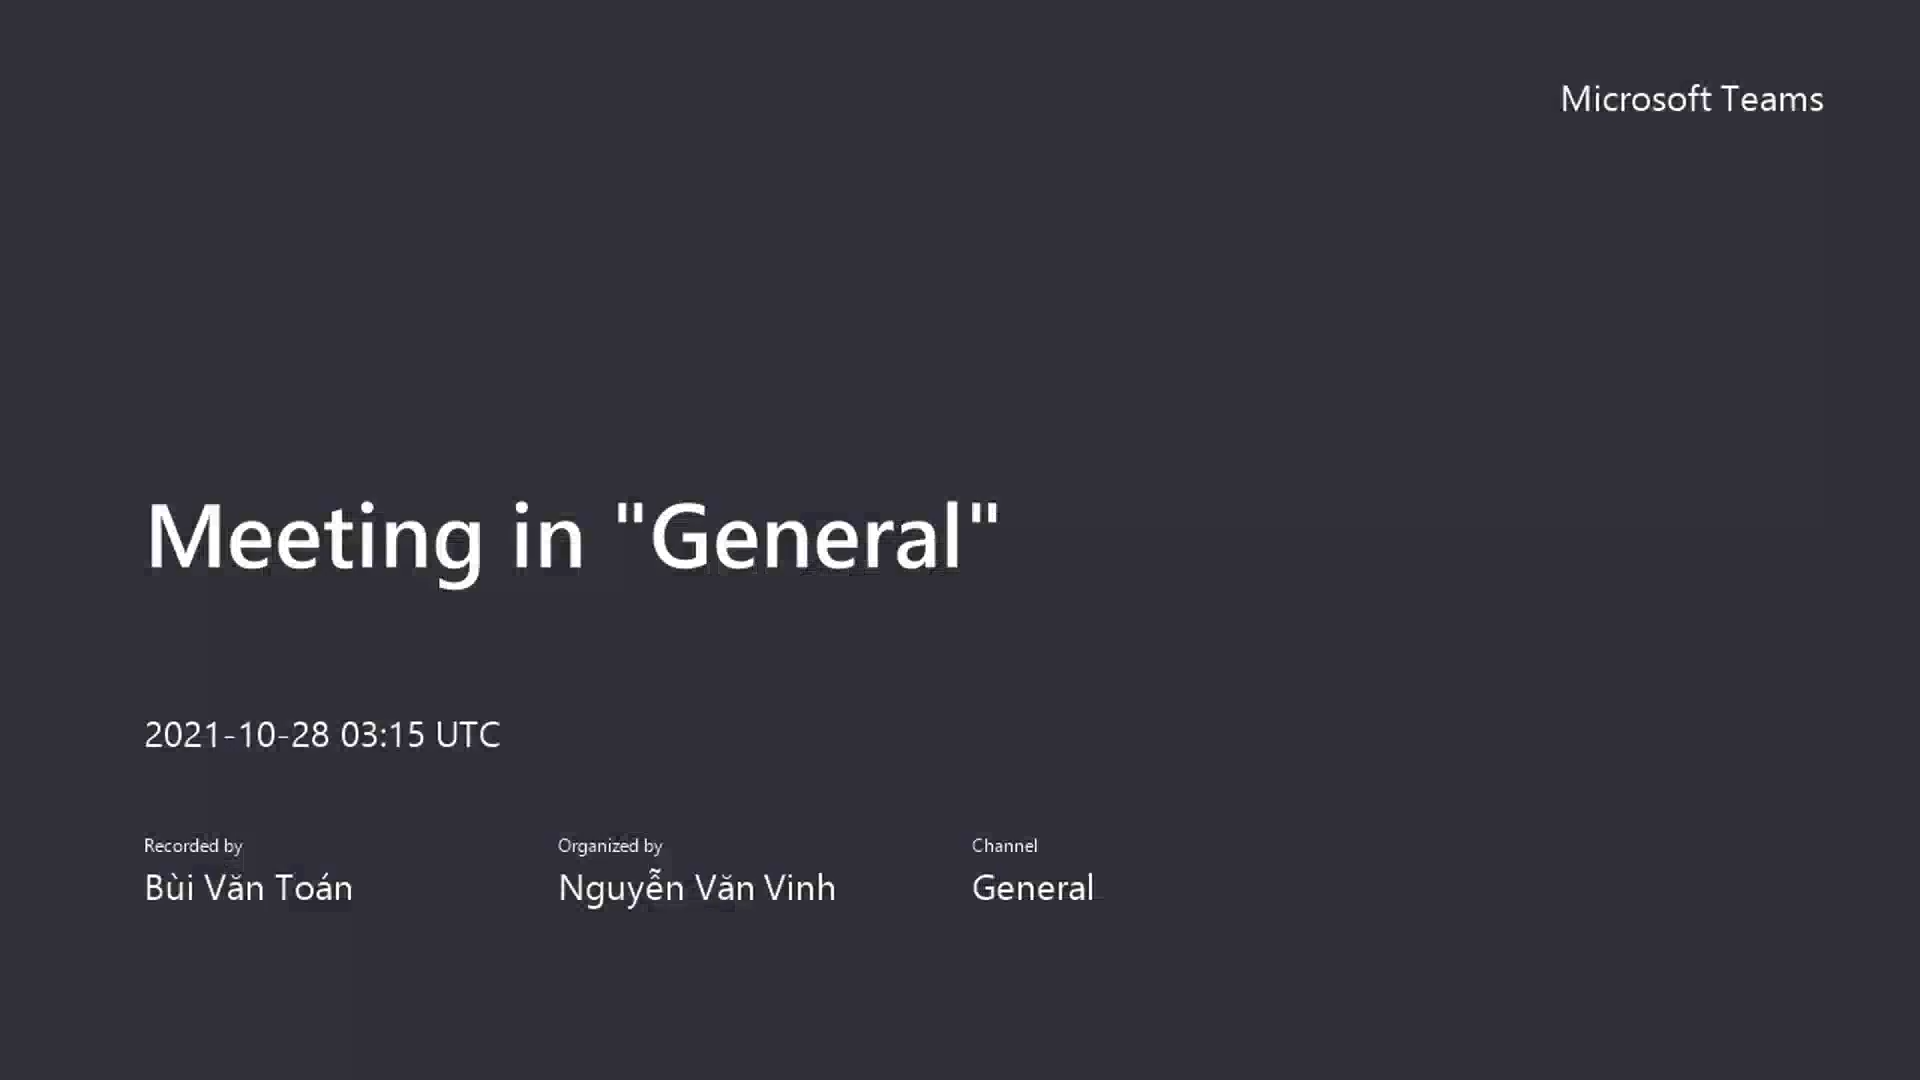 Microsoft Teams
Meeting in "General"
2021-10-28 03:15 UTC
Recorded by
Organized by
Channel
Bùi Văn Toán
Nguyễn Văn Vinh
General